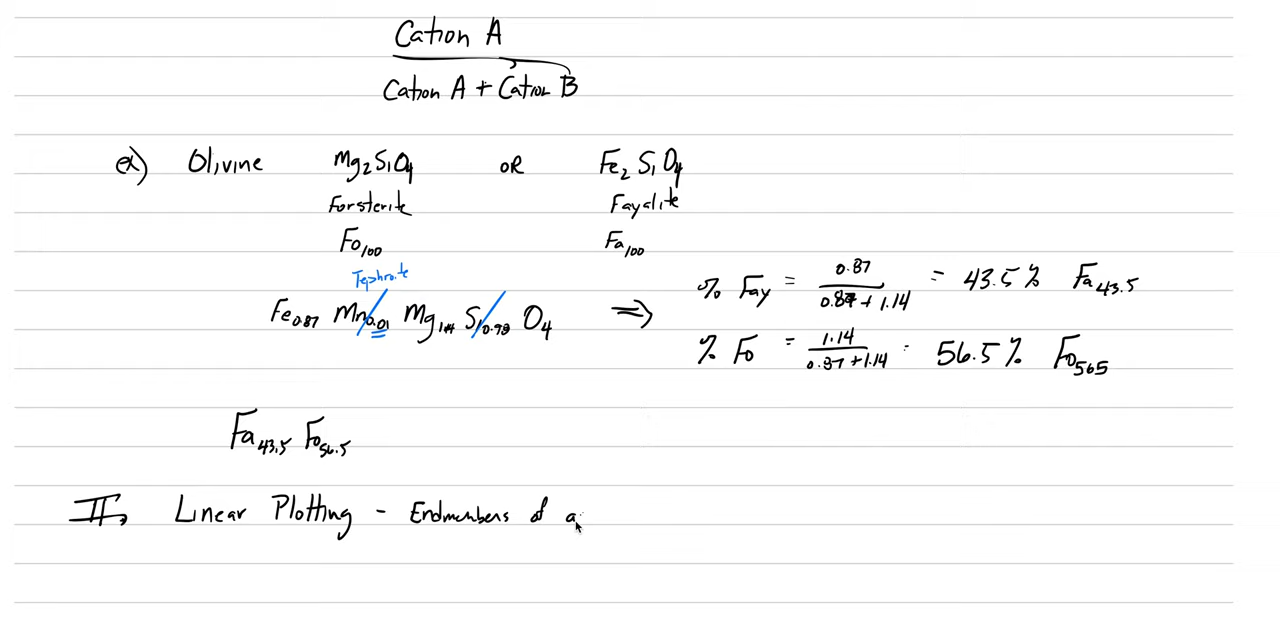 Cation A
Cation A + Cation B
ex) Olivine Mg2SiO4 OR Fe2SiO4
Forsterite Fayalite
Fo100 Fa100
Tephroite
Fe0.87 Mn0.01 Mg1.14 Si0.98 O4 ⇒
% Fay = 0.87 / 0.87 + 1.14 = 43.5% Fa43.5
% Fo = 1.14 / 0.87 + 1.14 = 56.5% Fo56.5
Fa43.5 Fo56.5
II. Linear Plotting - Endmembers of a